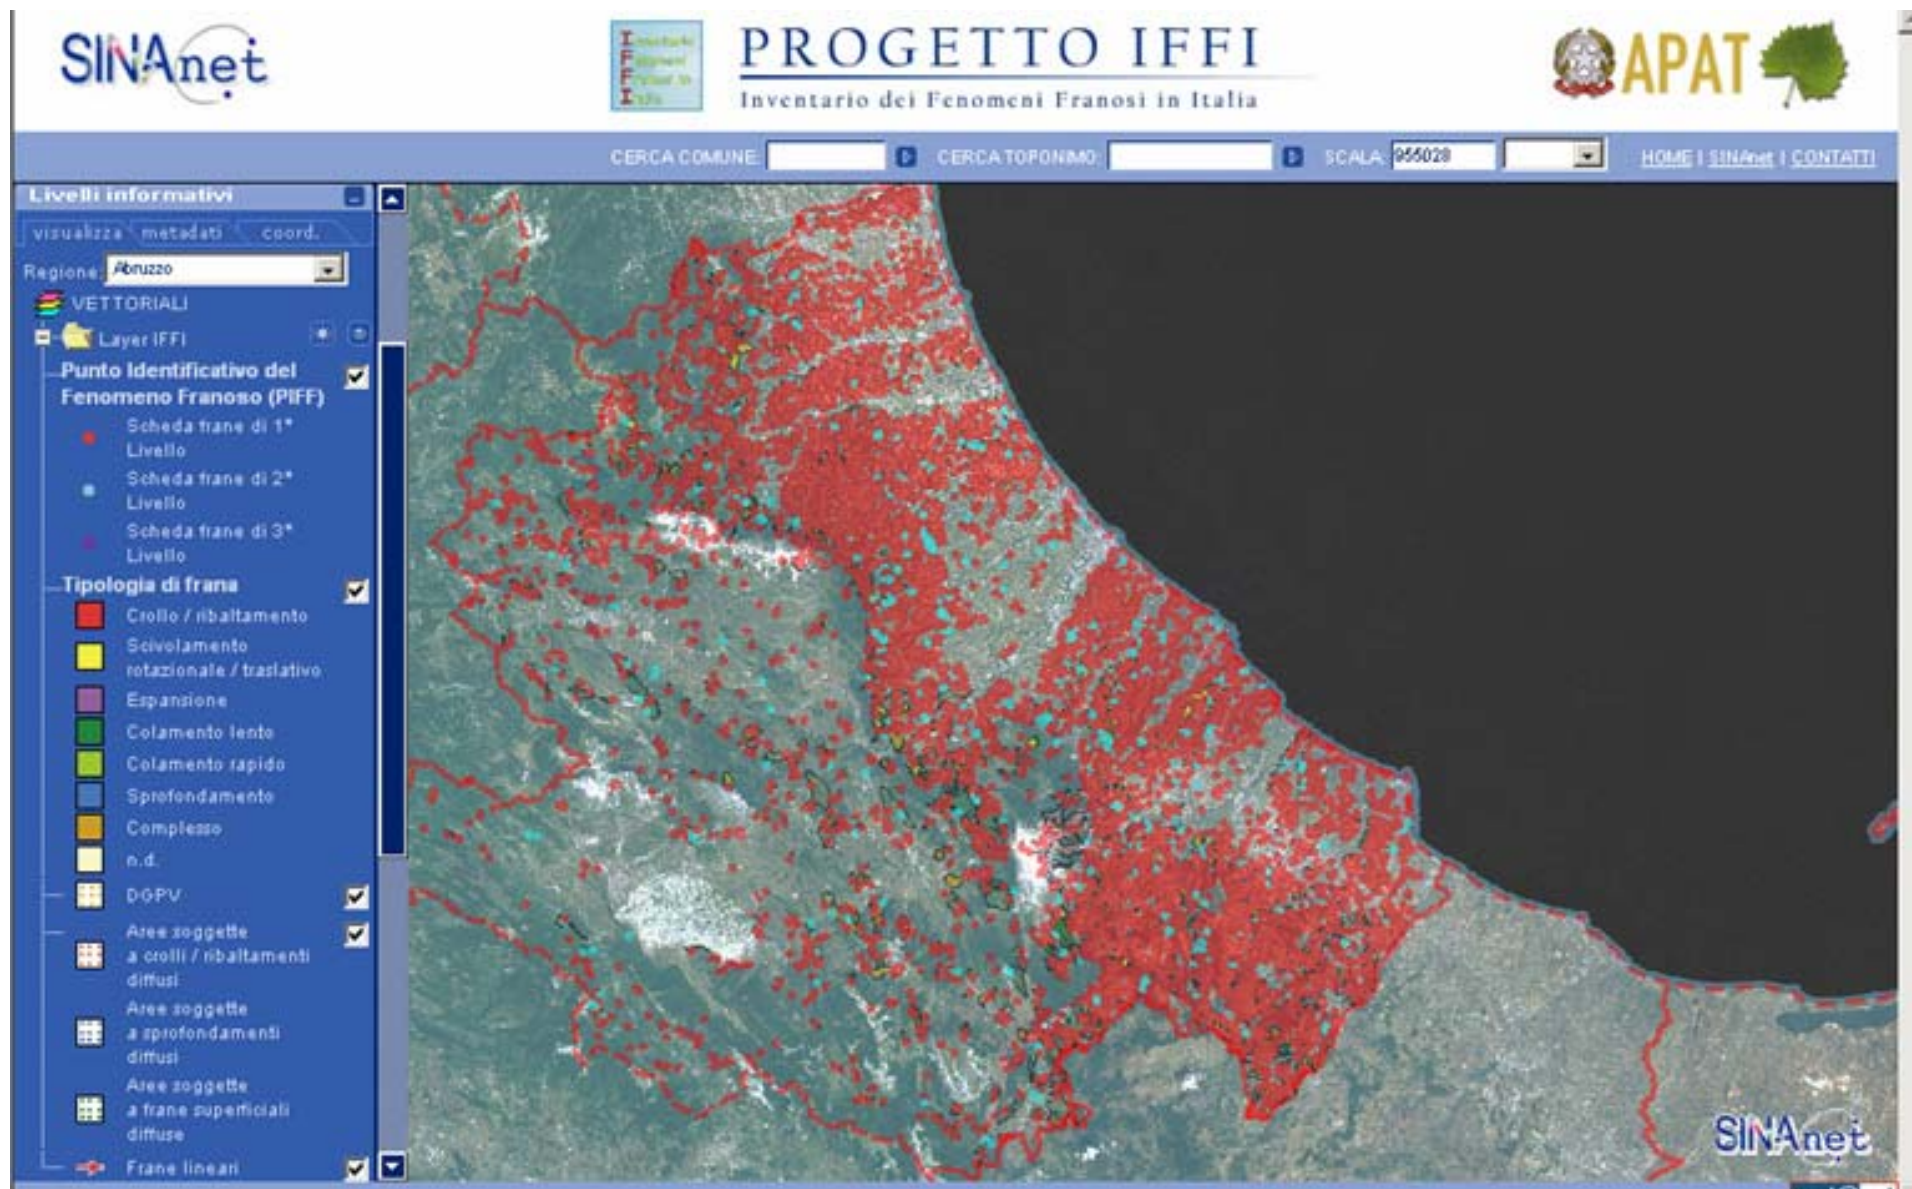 SINAnet
PROGETTO IFFI
Inventario dei Fenomeni Franosi in Italia
APAT
CERCA COMUNE:
CERCA TOPONIMO:
SCALA: 955028
HOME | SINAnet | CONTATTI
Livelli informativi
visualizza metadati coord.
Regione: Abruzzo
VETTORIALI
Layer IFFI
Punto Identificativo del
Fenomeno Franoso (PIFF)
Scheda frane di 1°
Livello
Scheda frane di 2°
Livello
Scheda frane di 3°
Livello
Tipologia di frana
Crollo / ribaltamento
Scivolamento
rotazionale / traslativo
Espansione
Colamento lento
Colamento rapido
Sprofondamento
Complesso
n.d.
DGPV
Aree soggette
a crolli / ribaltamenti
diffusi
Aree soggette
a sprofondamenti
diffusi
Aree soggette
a frane superficiali
diffuse
Frane lineari
SINAnet